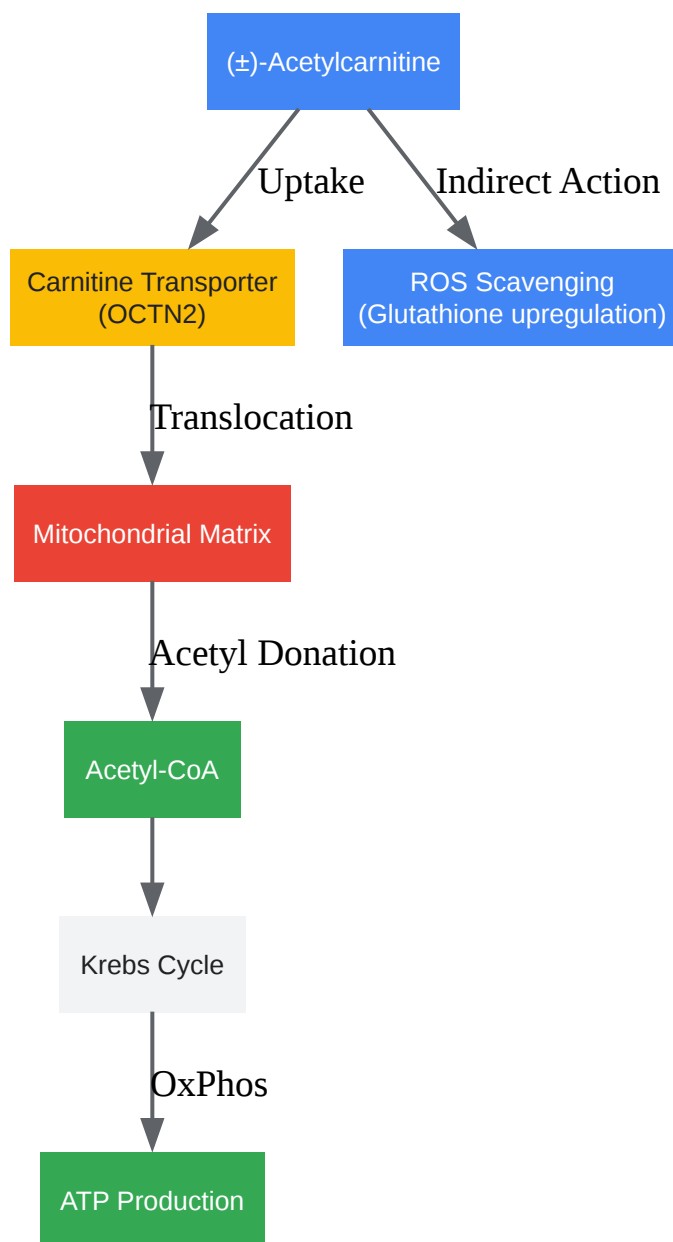 (±)-Acetylcarnitine
Uptake
Indirect Action
Carnitine Transporter
(OCTN2)
ROS Scavenging
(Glutathione upregulation)
Translocation
Mitochondrial Matrix
Acetyl Donation
Acetyl-CoA
Krebs Cycle
OxPhos
ATP Production